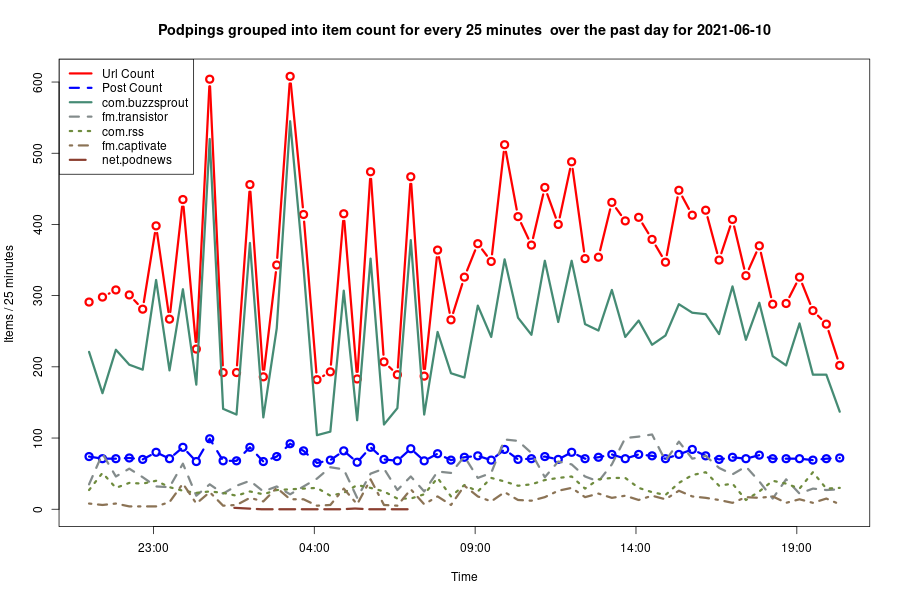 Podpings grouped into item count for every 25 minutes  over the past day for 2021-06-10
Url Count
Post Count
com.buzzsprout
fm.transistor
com.rss
fm.captivate
net.podnews
Items / 25 minutes
600
500
400
300
200
100
0
23:00
04:00
09:00
14:00
19:00
Time